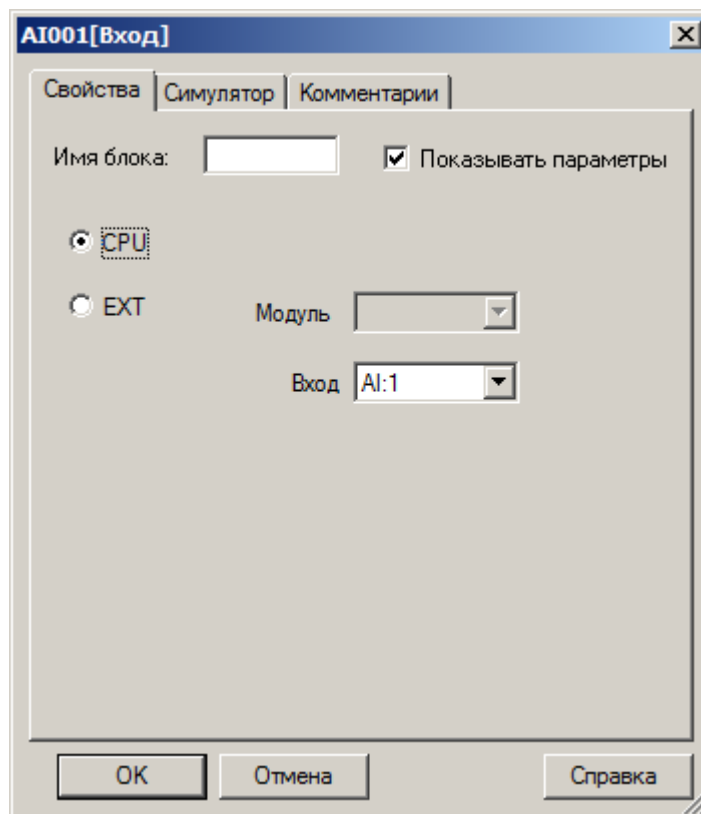 AI001[Вход]
Свойства Симулятор Комментарии
Имя блока: Показывать параметры
CPU
EXT Модуль
Вход AI:1
OK Отмена Справка